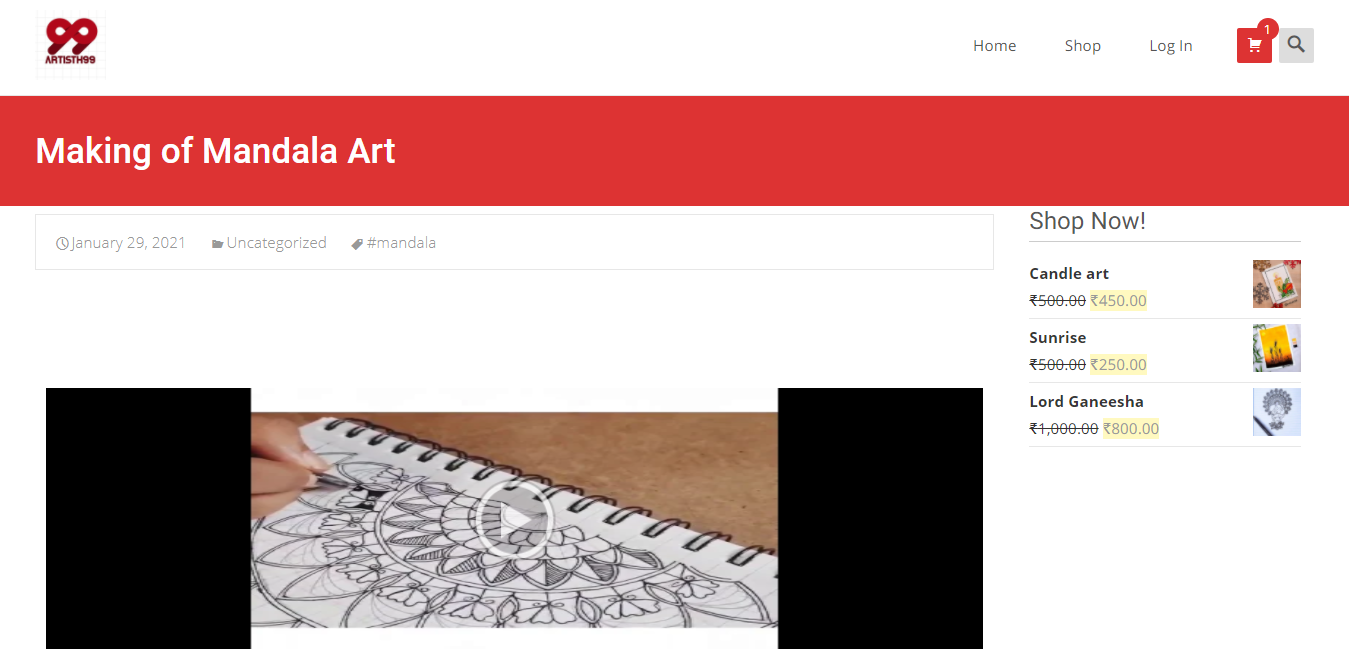 99
ARTISTH99
Home
Shop
Log In
1
Making of Mandala Art
January 29, 2021
Uncategorized
#mandala
Shop Now!
Candle art
₹500.00 ₹450.00
Sunrise
₹500.00 ₹250.00
Lord Ganeesha
₹1,000.00 ₹800.00